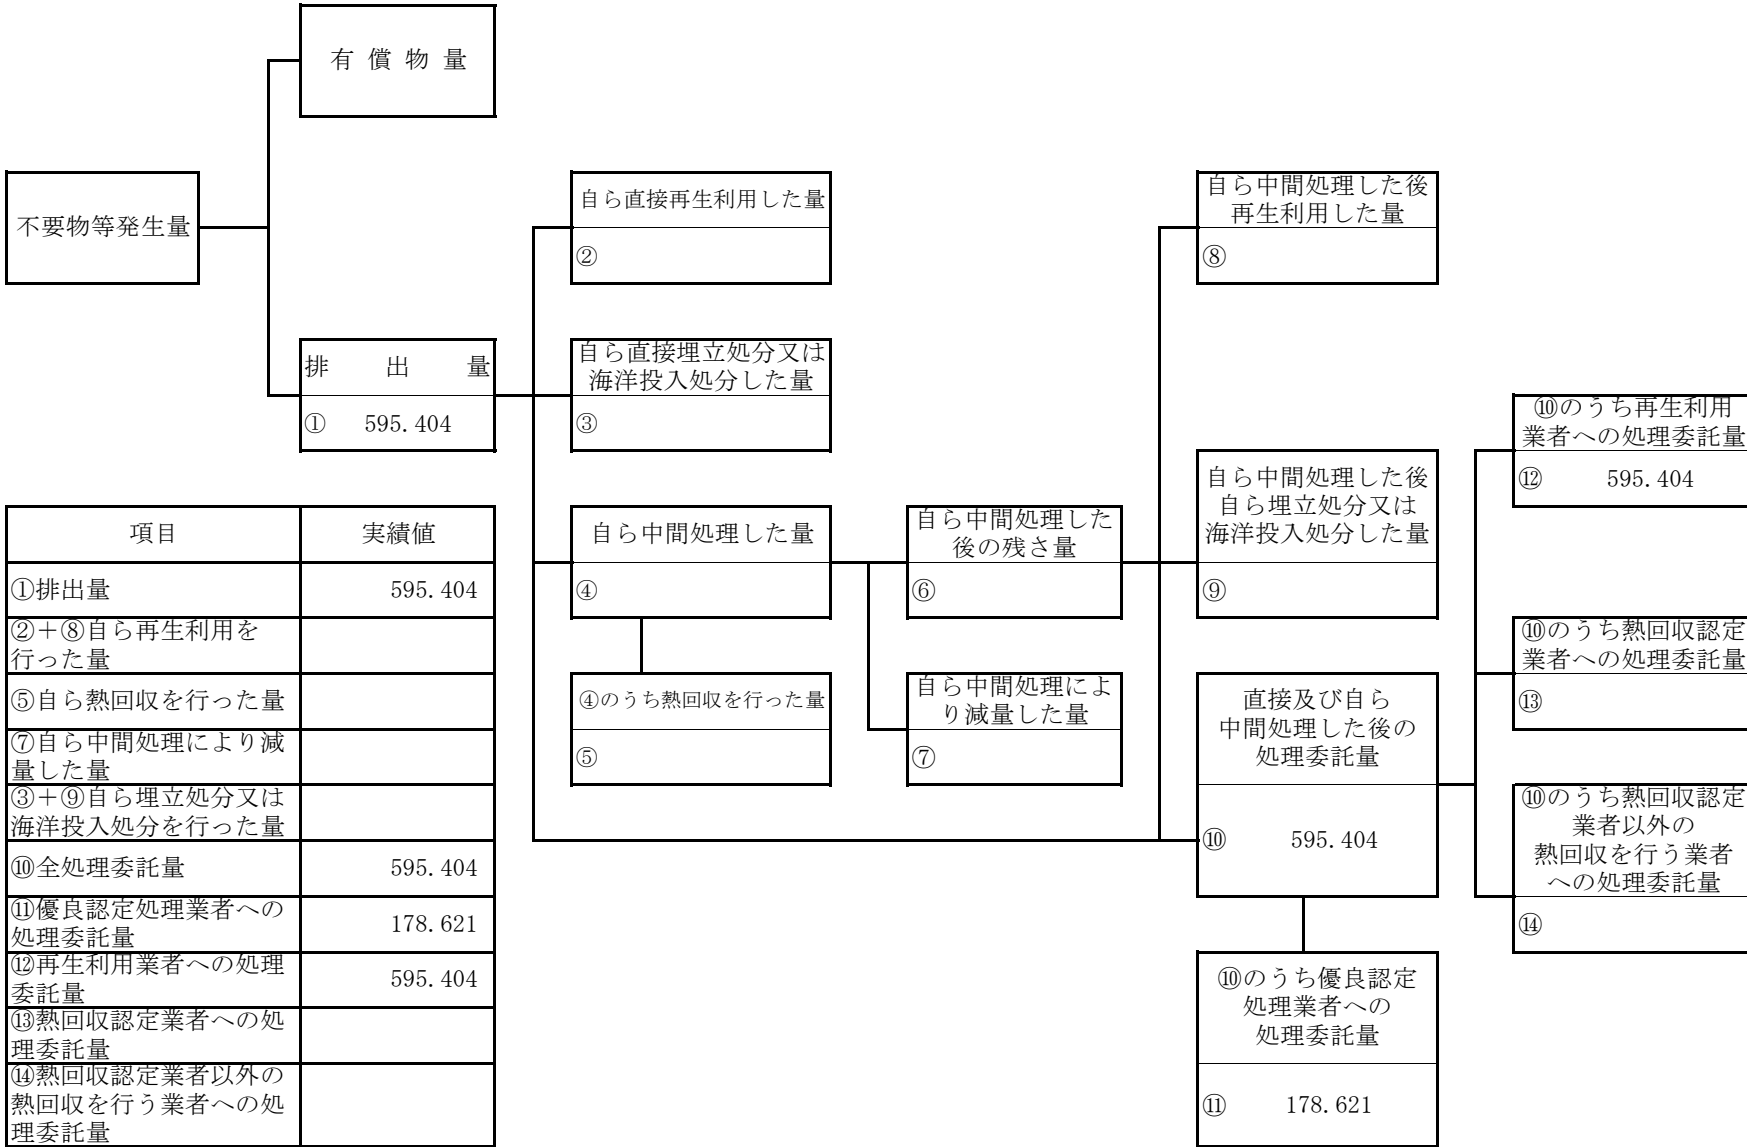 有償物量
不要物等発生量
排出量
① 595.404
自ら直接再生利用した量
②
自ら直接埋立処分又は
海洋投入処分した量
③
自ら中間処理した量
④
④のうち熱回収を行った量
⑤
自ら中間処理した
後の残さ量
⑥
自ら中間処理によ
り減量した量
⑦
自ら中間処理した後
再生利用した量
⑧
自ら中間処理した後
自ら埋立処分又は
海洋投入処分した量
⑨
直接及び自ら
中間処理した後の
処理委託量
⑩ 595.404
⑩のうち優良認定
処理業者への
処理委託量
⑪ 178.621
⑩のうち再生利用
業者への処理委託量
⑫ 595.404
⑩のうち熱回収認定
業者への処理委託量
⑬
⑩のうち熱回収認定
業者以外の
熱回収を行う業者
への処理委託量
⑭
項目 実績値
①排出量 595.404
②+⑧自ら再生利用を
行った量
⑤自ら熱回収を行った量
⑦自ら中間処理により減
量した量
③+⑨自ら埋立処分又は
海洋投入処分を行った量
⑩全処理委託量 595.404
⑪優良認定処理業者への
処理委託量 178.621
⑫再生利用業者への処理
委託量 595.404
⑬熱回収認定業者への処
理委託量
⑭熱回収認定業者以外の
熱回収を行う業者への処
理委託量